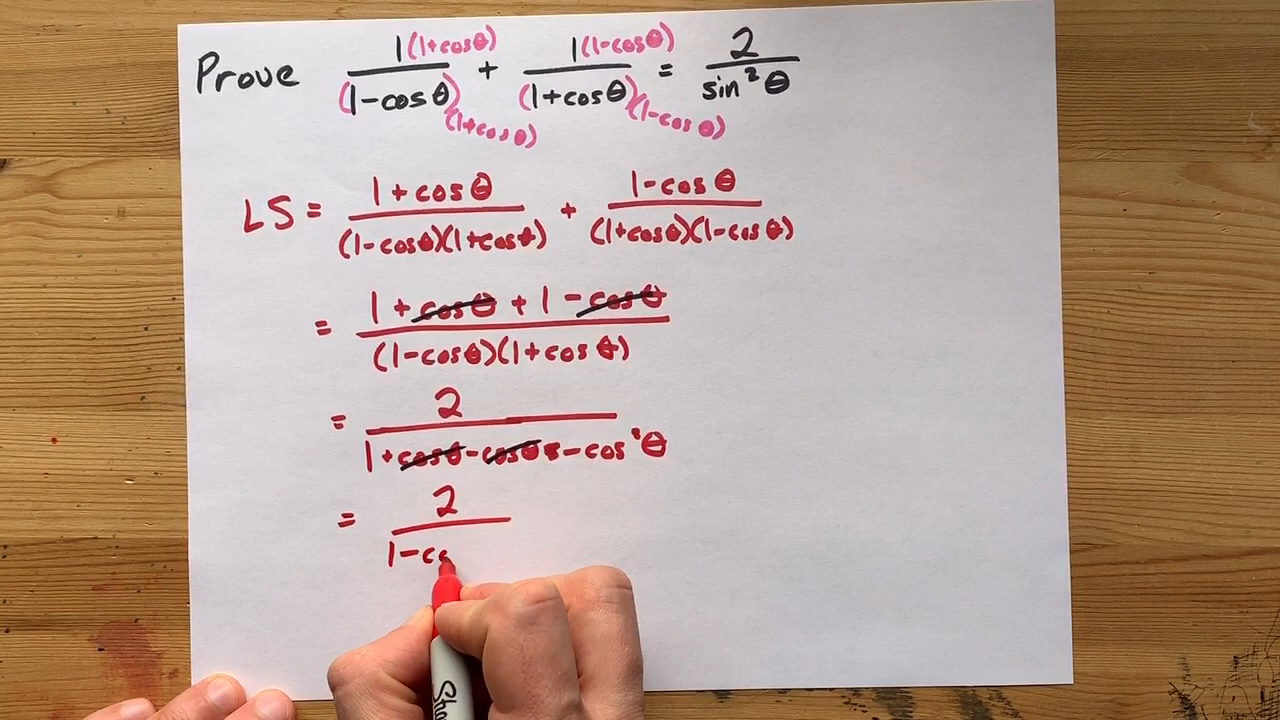 Prove 1(1+cosθ)/(1-cosθ)(1+cosθ) + 1(1-cosθ)/(1+cosθ)(1-cosθ) = 2/sin²θ
LS = 1+cosθ/(1-cosθ)(1+cosθ) + 1-cosθ/(1+cosθ)(1-cosθ)
= 1+cosθ+1-cosθ/(1-cosθ)(1+cosθ)
= 2/1+cosθ-cosθ-cos²θ
= 2/1-co
Sha